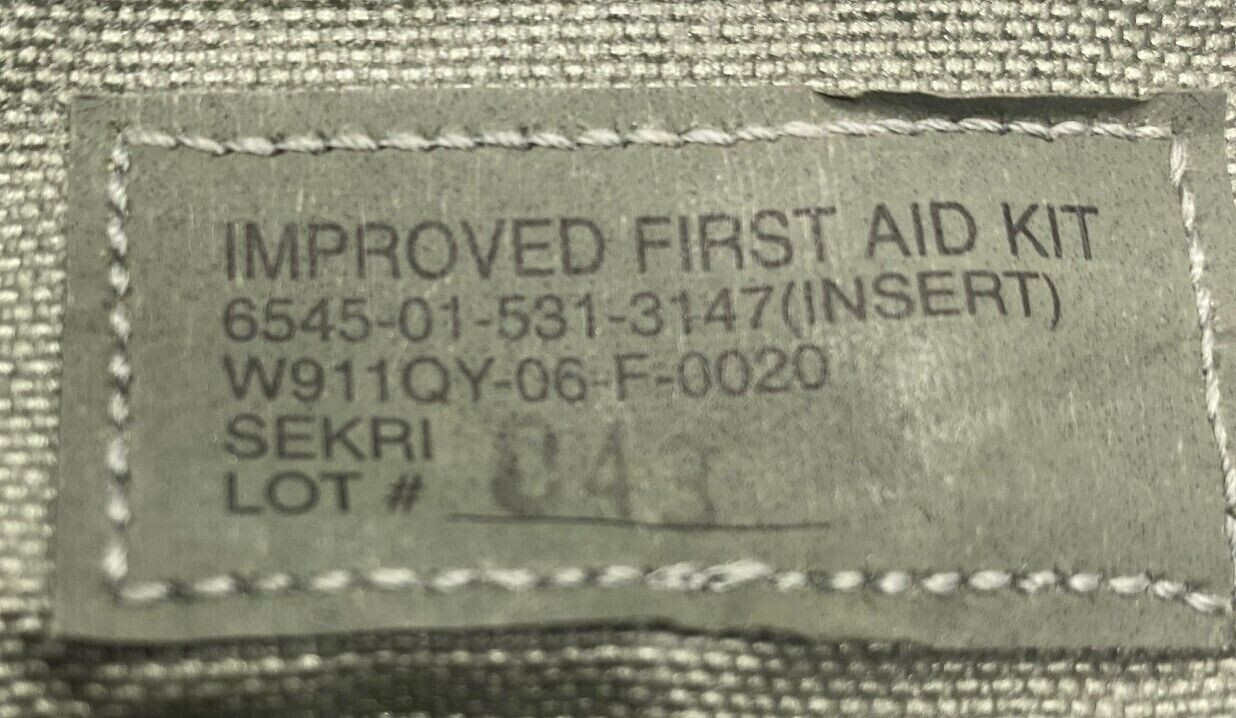 IMPROVED FIRST AID KIT
6545-01-531-3147(INSERT)
W911QY-06-F-0020
SEKRI
LOT # 043